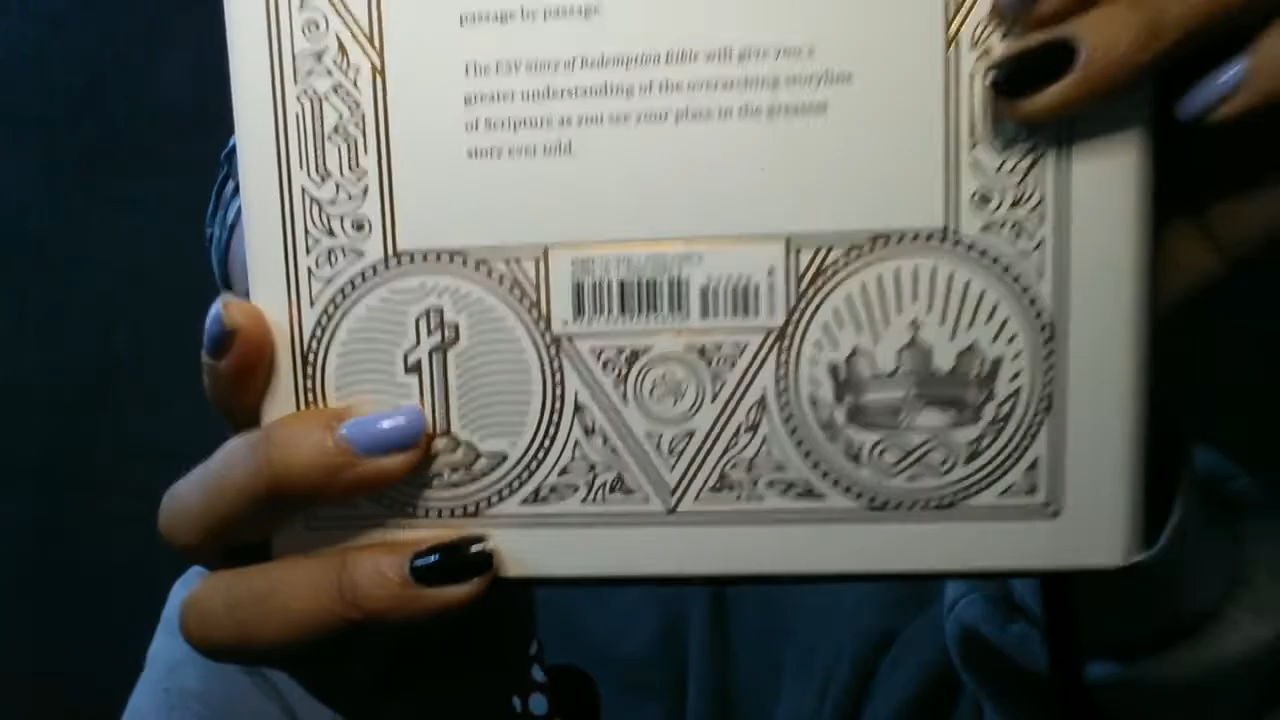 passage by passage.
The ESV Story of Redemption Bible will give you a
greater understanding of the overarching storyline
of Scripture as you see your place in the greatest
story ever told.